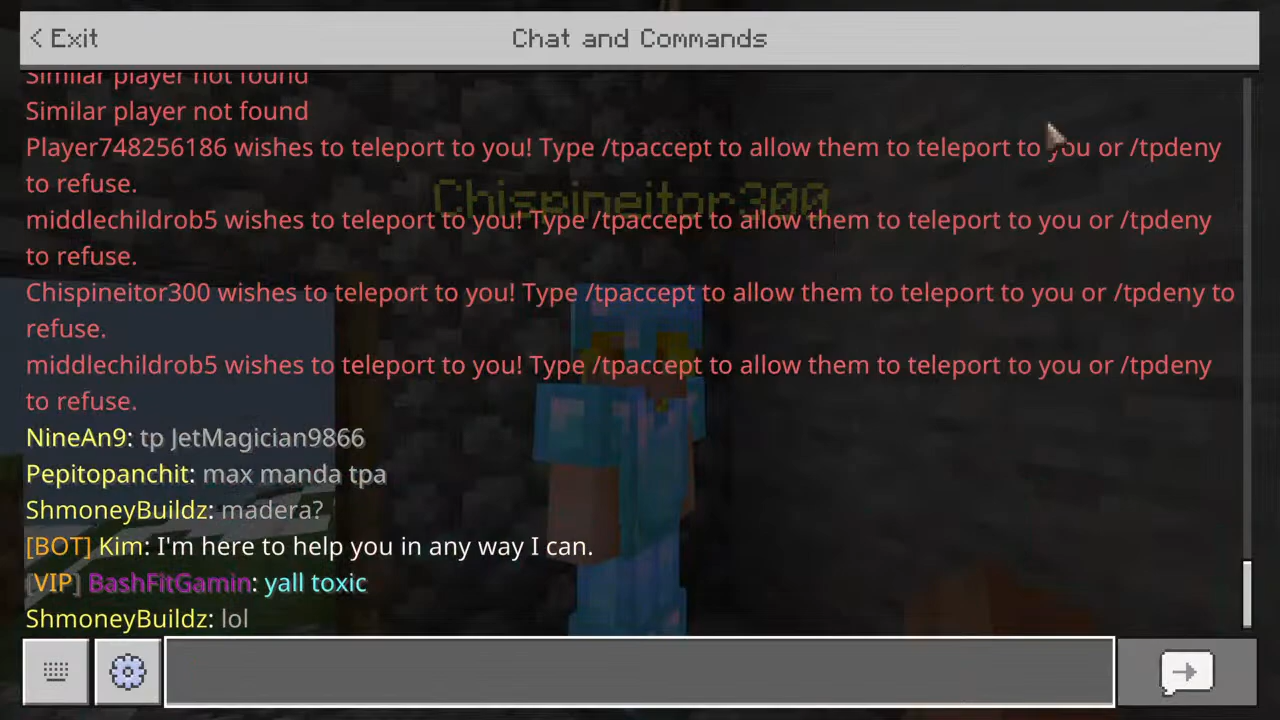 < Exit
Chat and Commands
Similar player not found
Similar player not found
Player748256186 wishes to teleport to you! Type /tpaccept to allow them to teleport to you or /tpdeny
to refuse.
Chispineitor300
middlechildrob5 wishes to teleport to you! Type /tpaccept to allow them to teleport to you or /tpdeny
to refuse.
Chispineitor300 wishes to teleport to you! Type /tpaccept to allow them to teleport to you or /tpdeny to
refuse.
middlechildrob5 wishes to teleport to you! Type /tpaccept to allow them to teleport to you or /tpdeny
to refuse.
NineAn9: tp JetMagician9866
Pepitopanchit: max manda tpa
ShmoneyBuildz: madera?
[BOT] Kim: I'm here to help you in any way I can.
[VIP] BashFitGamin: yall toxic
ShmoneyBuildz: lol